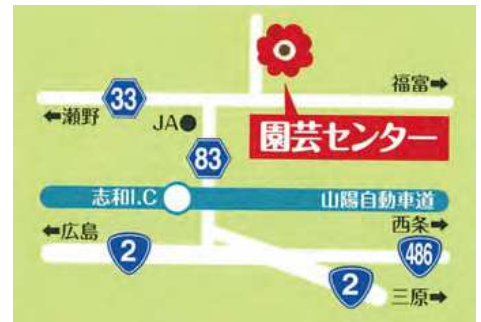 福富➡
33
⬅瀬野
JA●
園芸センター
83
志和I.C
山陽自動車道
⬅広島
西条➡
2
486
2
三原➡